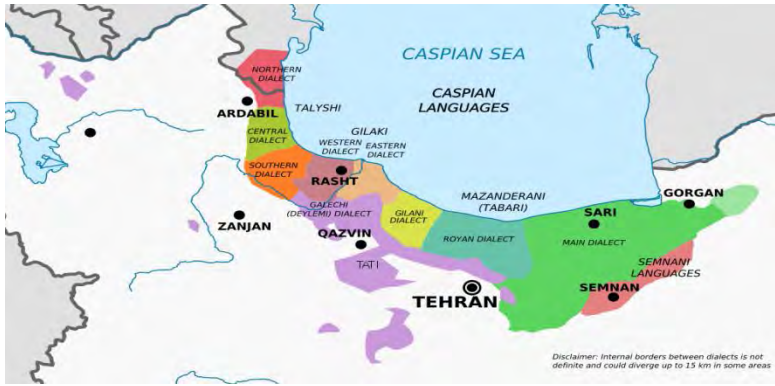 CASPIAN SEA
CASPIAN
LANGUAGES
NORTHERN
DIALECT
ARDABIL
TALYSHI
CENTRAL
DIALECT
GILAKI
WESTERN
DIALECT
EASTERN
DIALECT
SOUTHERN
DIALECT
RASHT
MAZANDERANI
(TABARI)
GORGAN
GALECHI
(DEYLEMI) DIALECT
GILANI
DIALECT
SARI
ZANJAN
QAZVIN
ROYAN DIALECT
MAIN DIALECT
TATI
SEMNANI
LANGUAGES
SEMNAN
TEHRAN
Disclaimer: Internal borders between dialects is not
definite and could diverge up to 15 km in some areas